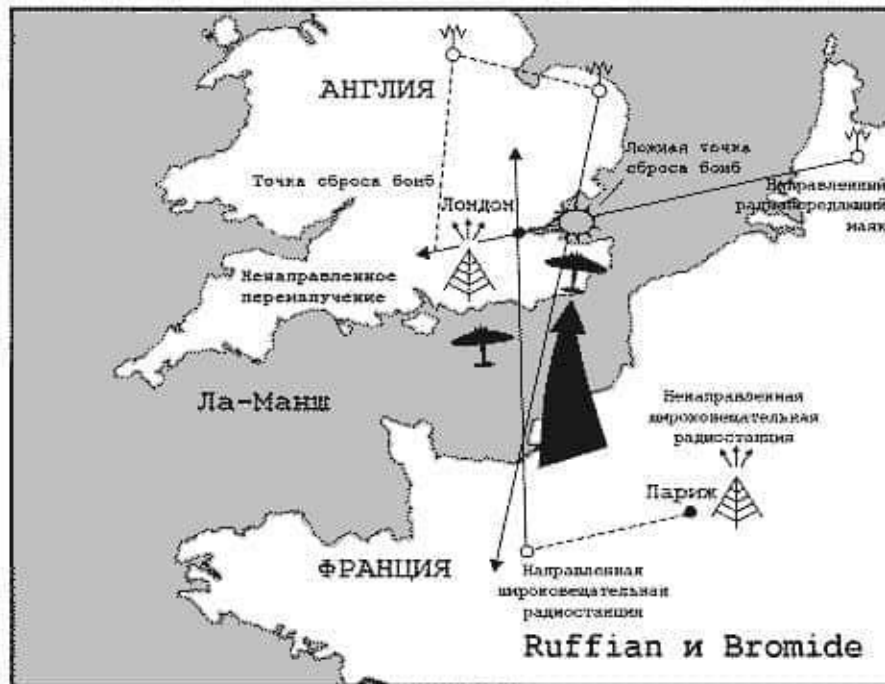 АНГЛИЯ
Ложная точка
сброса бомб
Точка сброса бомб
Лондон
Направленный
радиопередающий
маяк
Ненаправленное
переизлучение
Ла-Манш
Ненаправленная
широковещательная
радиостанция
Париж
ФРАНЦИЯ
Направленная
широковещательная
радиостанция
Ruffian и Bromide